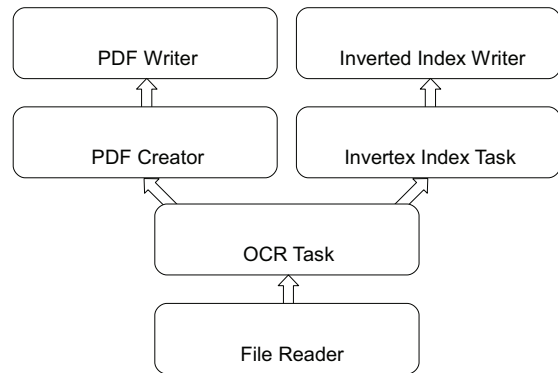 PDF Writer
Inverted Index Writer
PDF Creator
Invertex Index Task
OCR Task
File Reader